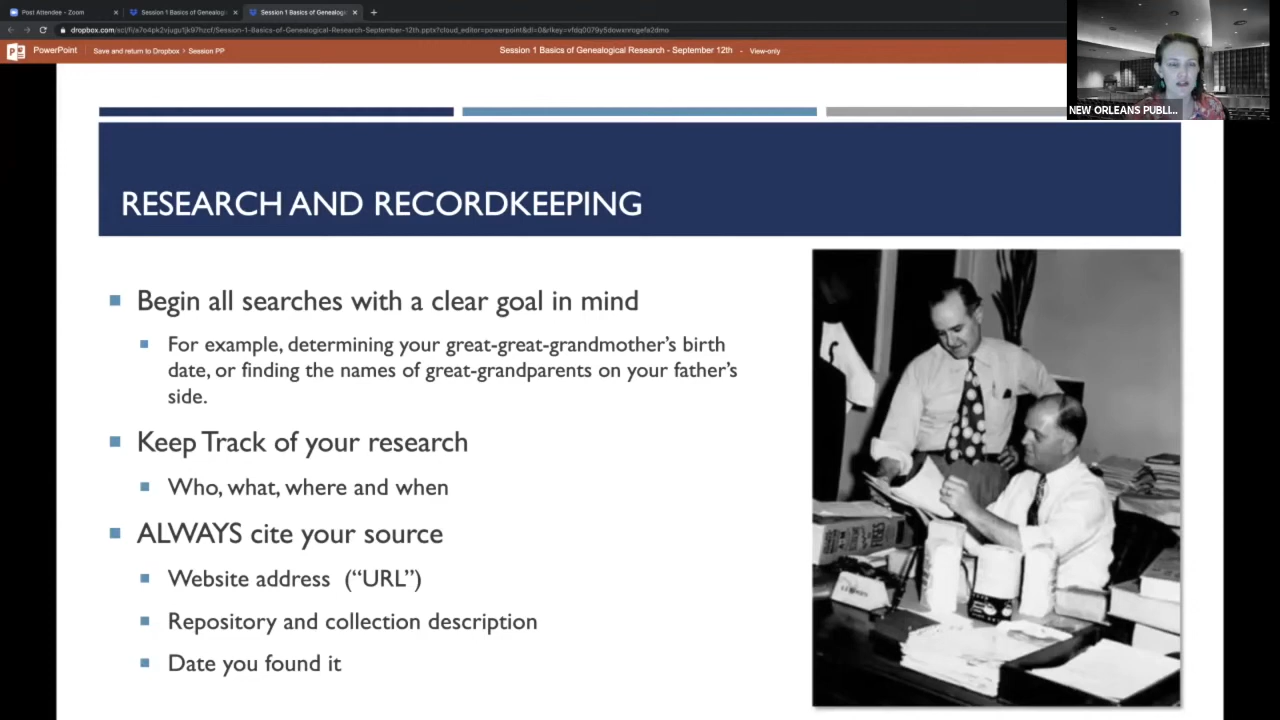 Post Attendee - Zoom
Session 1 Basics of Genealog
Session 1 Basics of Genealog
PowerPoint
Save and return to Dropbox > Session PP
Session 1 Basics of Genealogical Research - September 12th - View-only
NEW ORLEANS PUBLI...
RESEARCH AND RECORDKEEPING
Begin all searches with a clear goal in mind
For example, determining your great-great-grandmother's birth
date, or finding the names of great-grandparents on your father's
side.
Keep Track of your research
Who, what, where and when
ALWAYS cite your source
Website address ("URL")
Repository and collection description
Date you found it